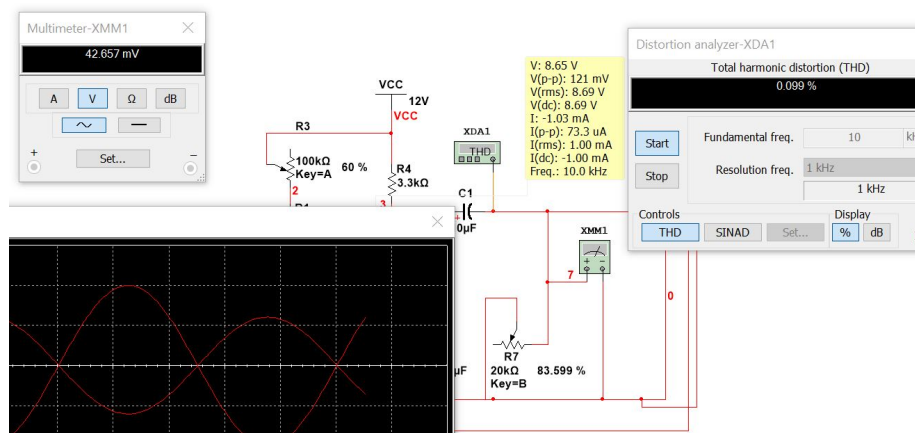 Multimeter-XMM1
42.657 mV
A
V
Ω
dB
+
Set...
−
VCC
12V
VCC
R3
100kΩ
60 %
Key=A
2
R4
3.3kΩ
3
XDA1
THD
C1
+
0µF
V: 8.65 V
V(p-p): 121 mV
V(rms): 8.69 V
V(dc): 8.69 V
I: -1.03 mA
I(p-p): 73.3 uA
I(rms): 1.00 mA
I(dc): -1.00 mA
Freq.: 10.0 kHz
XMM1
+ −
7
0
R7
20kΩ
83.599 %
Key=B
µF
Distortion analyzer-XDA1
Total harmonic distortion (THD)
0.099 %
Start
Fundamental freq.
10
Stop
Resolution freq.
1 kHz
1 kHz
Controls
THD
SINAD
Set...
Display
%
dB